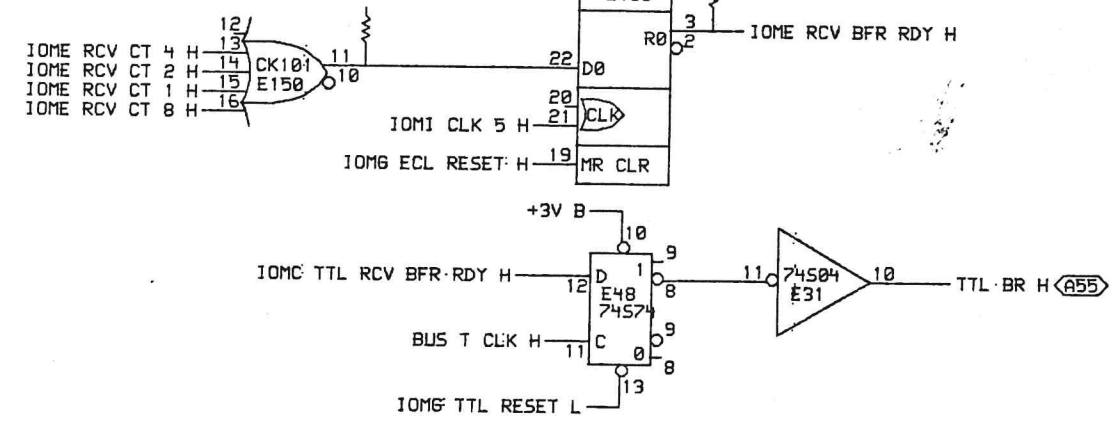 12
IOME RCV CT 4 H 13
IOME RCV CT 2 H 14
IOME RCV CT 1 H 15
IOME RCV CT 8 H 16
CK101
E150
11
10
22 D0
20
21
CLK
IOMI CLK 5 H
IOMG ECL RESET H 19 MR CLR
R0 3 IOME RCV BFR RDY H
2
+3V B
10
IOMC TTL RCV BFR RDY H
12
D 1
E48
74S74
9
8
BUS T CLK H
11
C
0
9
8
13
IOMG TTL RESET L
11 74S04 10
E31
TTL BR H A55